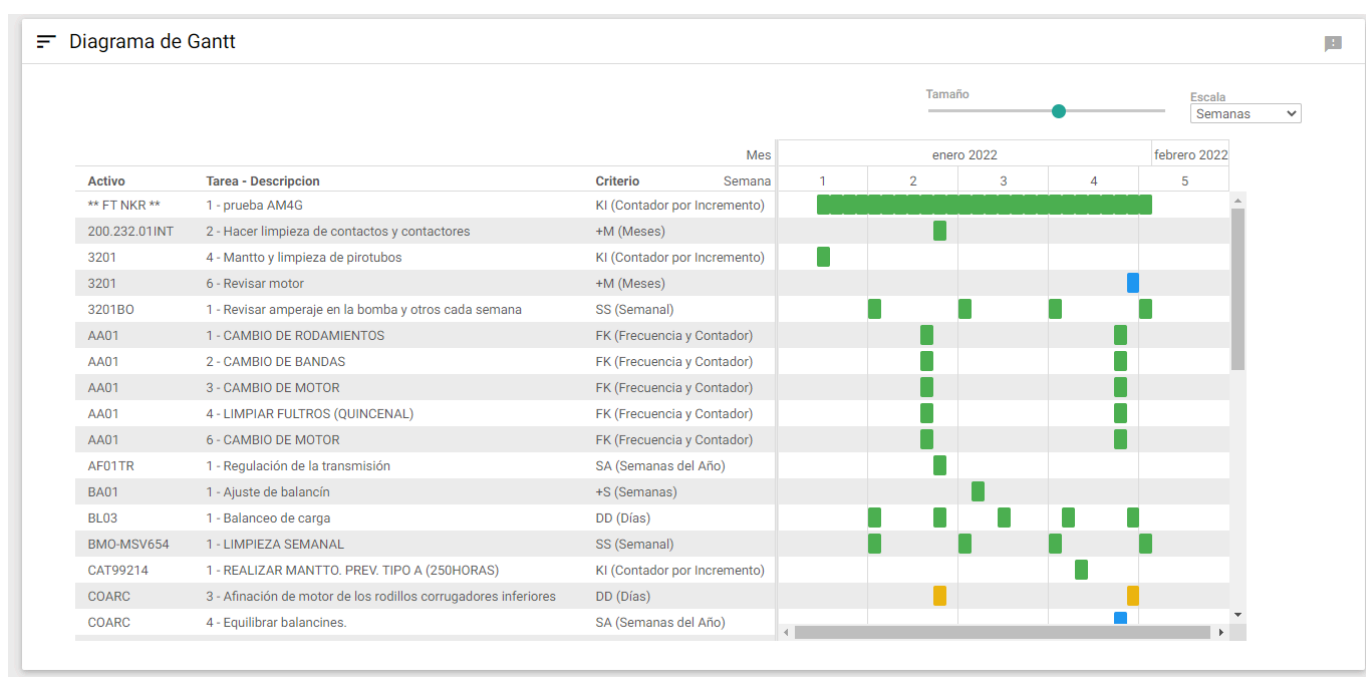 Diagrama de Gantt
Tamaño
Escala
Semanas
Mes enero 2022 febrero 2022
Activo Tarea - Descripcion Criterio Semana 1 2 3 4 5
** FT NKR ** 1 - prueba AM4G KI (Contador por Incremento)
200.232.01INT 2 - Hacer limpieza de contactos y contactores +M (Meses)
3201 4 - Mantto y limpieza de pirotubos KI (Contador por Incremento)
3201 6 - Revisar motor +M (Meses)
3201BO 1 - Revisar amperaje en la bomba y otros cada semana SS (Semanal)
AA01 1 - CAMBIO DE RODAMIENTOS FK (Frecuencia y Contador)
AA01 2 - CAMBIO DE BANDAS FK (Frecuencia y Contador)
AA01 3 - CAMBIO DE MOTOR FK (Frecuencia y Contador)
AA01 4 - LIMPIAR FULTROS (QUINCENAL) FK (Frecuencia y Contador)
AA01 6 - CAMBIO DE MOTOR FK (Frecuencia y Contador)
AF01TR 1 - Regulación de la transmisión SA (Semanas del Año)
BA01 1 - Ajuste de balancín +S (Semanas)
BL03 1 - Balanceo de carga DD (Días)
BMO-MSV654 1 - LIMPIEZA SEMANAL SS (Semanal)
CAT99214 1 - REALIZAR MANTTO. PREV. TIPO A (250HORAS) KI (Contador por Incremento)
COARC 3 - Afinación de motor de los rodillos corrugadores inferiores DD (Días)
COARC 4 - Equilibrar balancines. SA (Semanas del Año)